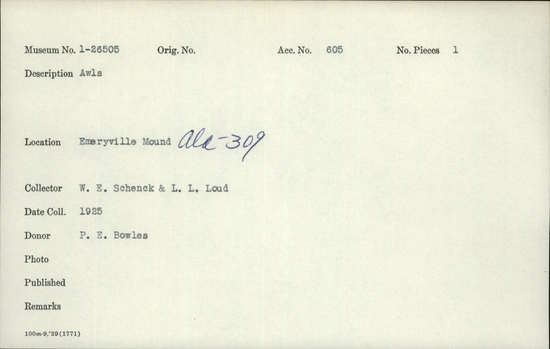 Museum No. 1-26505 Orig. No. Acc. No. 605 No. Pieces 1
Description Awls
Location Emeryville Mound Ala-309
Collector W. E. Schenck & L. L. Loud
Date Coll. 1925
Donor P. E. Bowles
Photo
Published
Remarks
100m-9,'39(1771)